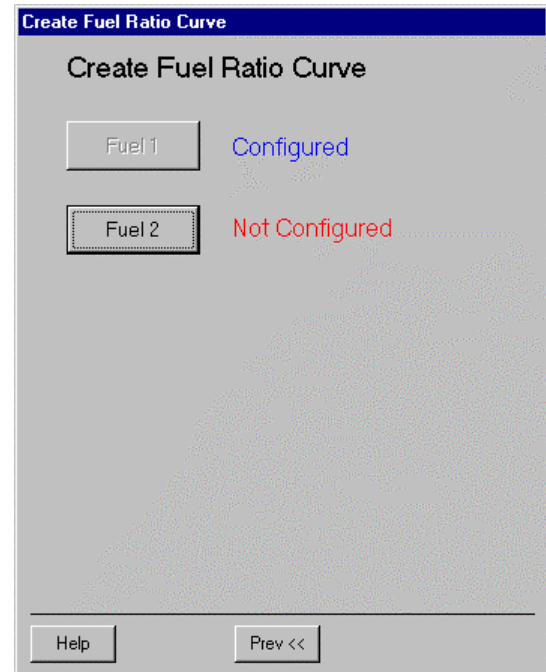 Create Fuel Ratio Curve
Create Fuel Ratio Curve
Fuel 1 Configured
Fuel 2 Not Configured
Help Prev <<